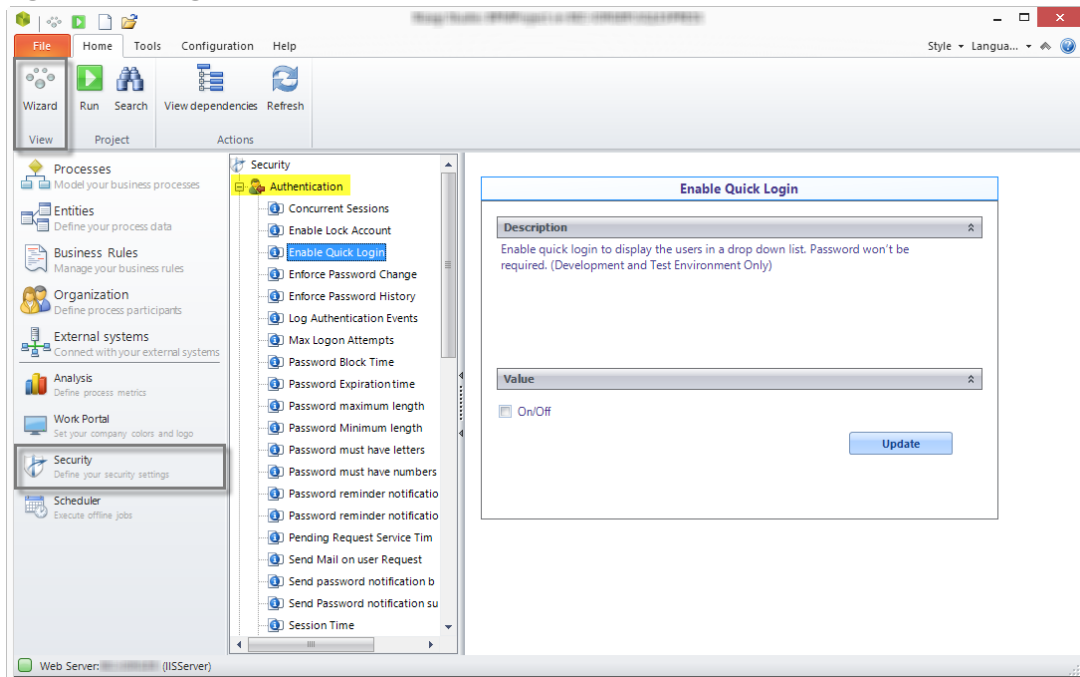 File Home Tools Configuration Help
Style Langua...
Wizard Run Search View dependencies Refresh
View Project Actions
Processes
Model your business processes
Entities
Define your process data
Business Rules
Manage your business rules
Organization
Define process participants
External systems
Connect with your external systems
Analysis
Define process metrics
Work Portal
Set your company colors and logo
Security
Define your security settings
Scheduler
Execute offline jobs
Security
Authentication
Concurrent Sessions
Enable Lock Account
Enable Quick Login
Enforce Password Change
Enforce Password History
Log Authentication Events
Max Logon Attempts
Password Block Time
Password Expiration time
Password maximum length
Password Minimum length
Password must have letters
Password must have numbers
Password reminder notificatio
Password reminder notificatio
Pending Request Service Tim
Send Mail on user Request
Send password notification b
Send Password notification su
Session Time
Enable Quick Login
Description
Enable quick login to display the users in a drop down list. Password won't be
required. (Development and Test Environment Only)
Value
On/Off
Update
Web Server: (IISServer)